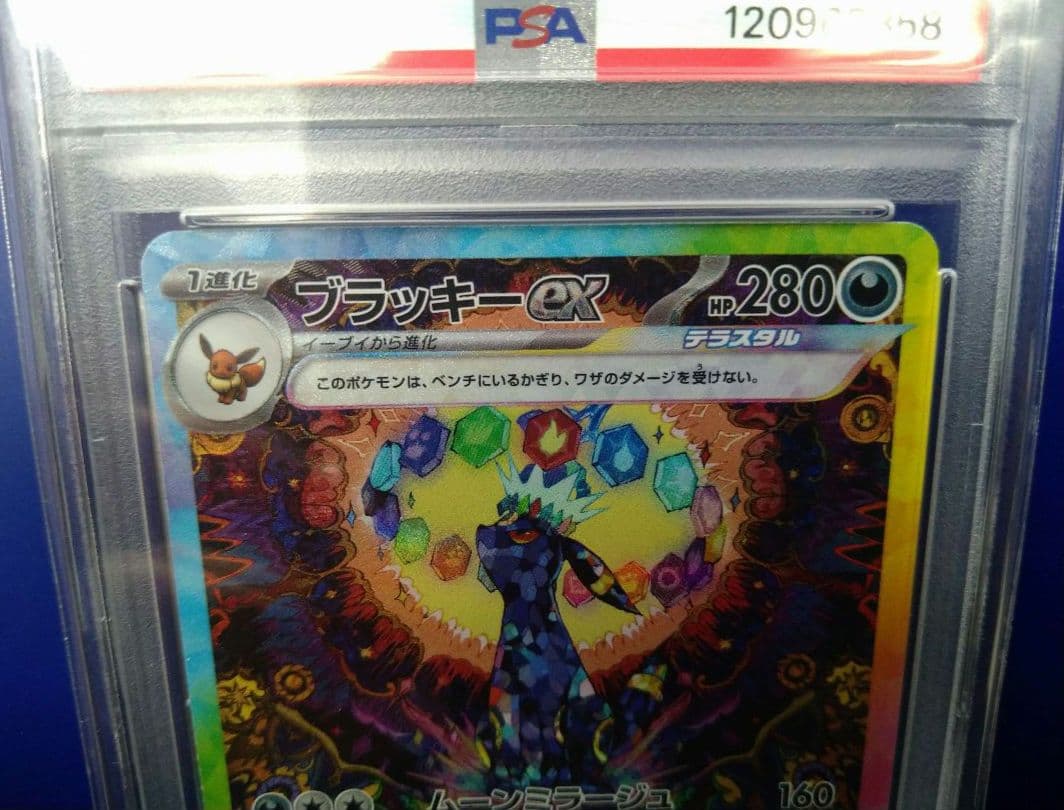 PSA
ブラッキーex
1進化
HP280
イーブイから進化
テラスタル
このポケモンは、ベンチにいるかぎり、ワザのダメージを受けない。
ムーンミラージュ
160